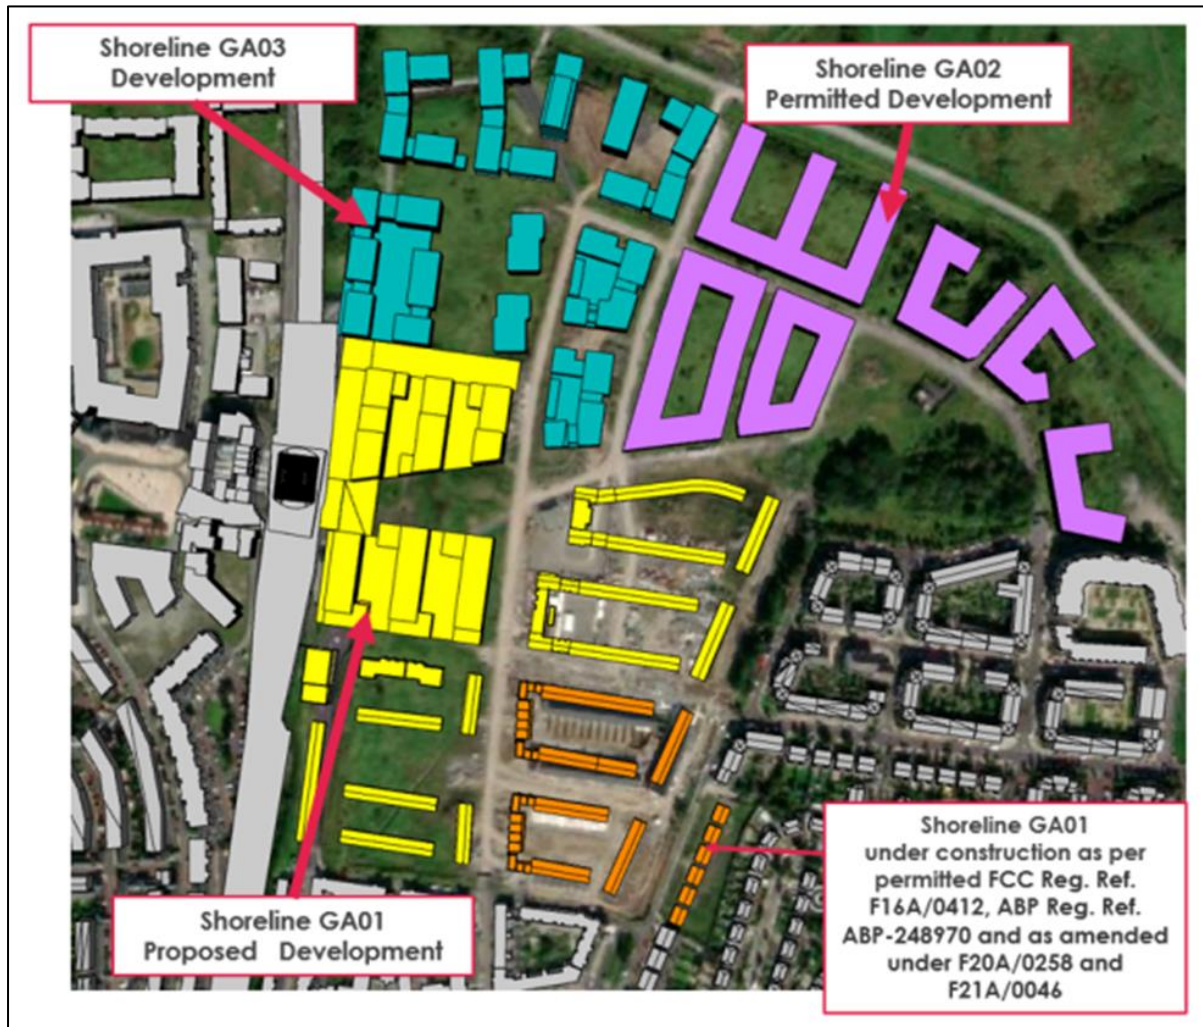 Shoreline GA03
Development
Shoreline GA02
Permitted Development
Shoreline GA01
Proposed Development
Shoreline GA01
under construction as per
permitted FCC Reg. Ref.
F16A/0412, ABP Reg. Ref.
ABP-248970 and as amended
under F20A/0258 and
F21A/0046